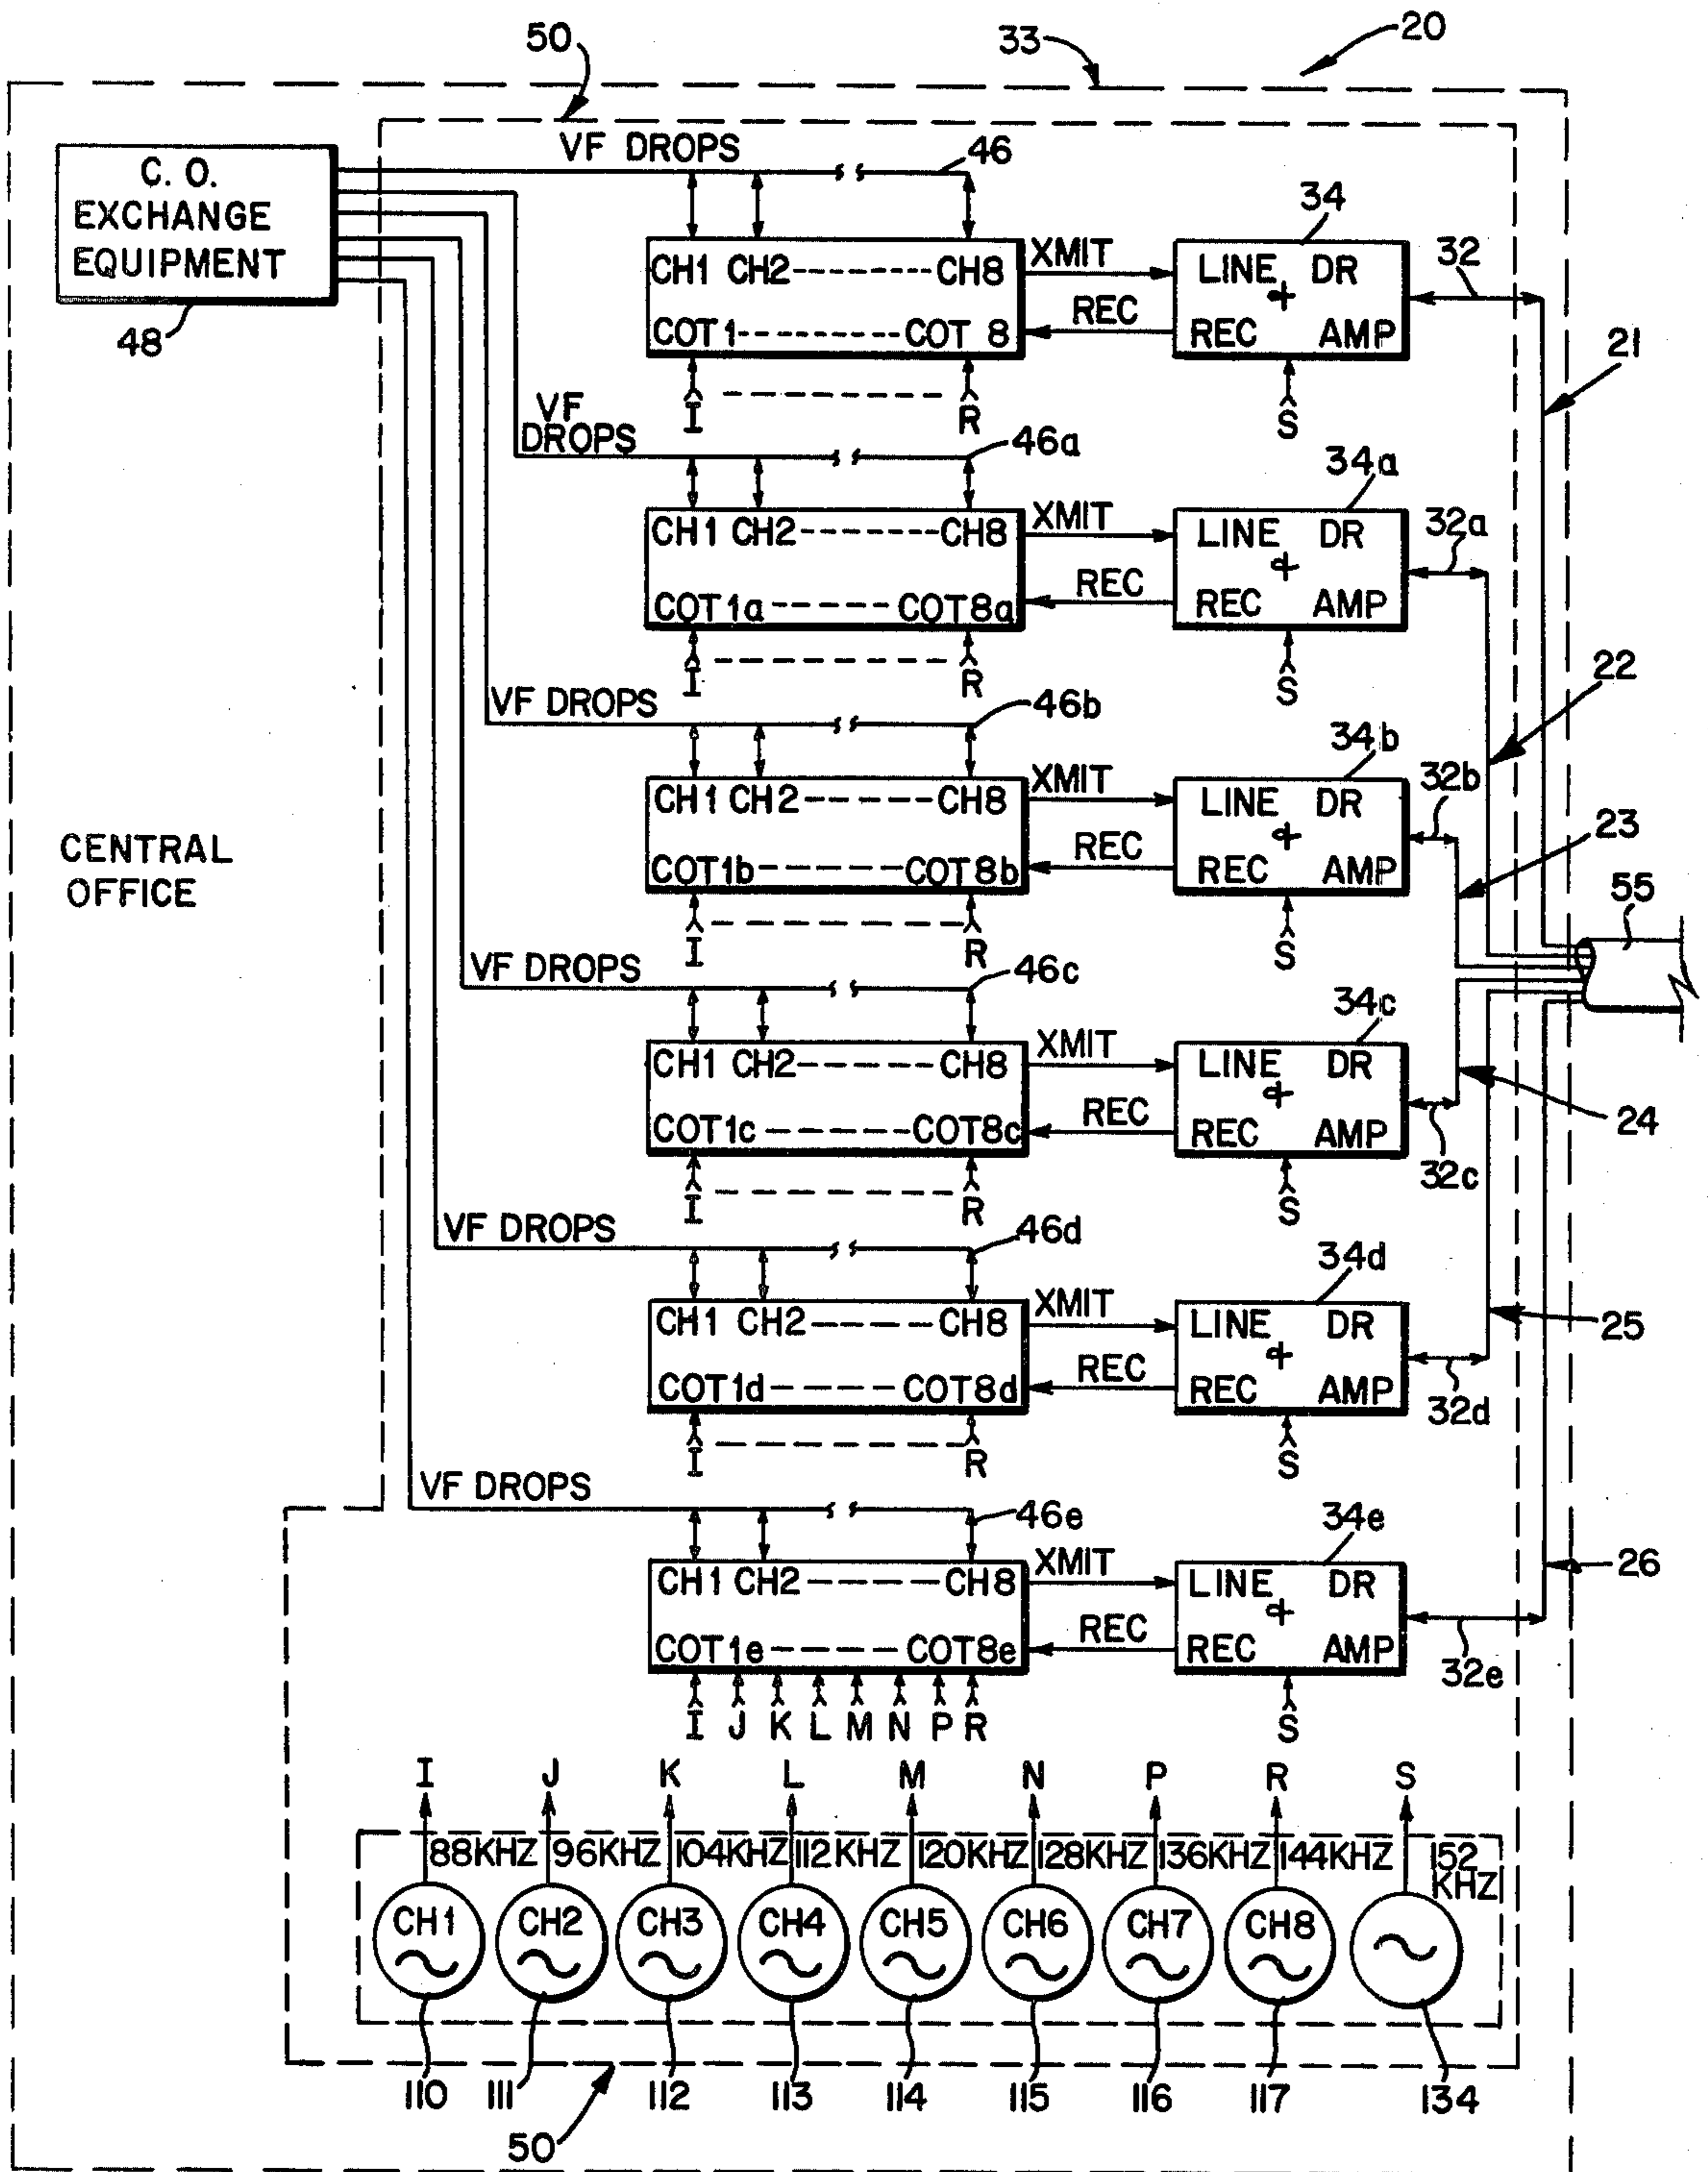 50
33
20
VF DROPS
46
C. O.
EXCHANGE
EQUIPMENT
48
34
32
CH1 CH2--------CH8
COT1---------COT 8
XMIT
REC
LINE DR
&
REC AMP
I ---------- R
S
21
VF
DROPS
46a
34a
32a
CH1 CH2-------CH8
COT1a ------ COT8a
XMIT
REC
LINE DR
&
REC AMP
I ---------- R
S
22
VF DROPS
46b
34b
32b
CH1 CH2-----CH8
COT1b------COT8b
XMIT
REC
LINE DR
&
REC AMP
I --------- R
S
23
CENTRAL
OFFICE
55
VF DROPS
46c
34c
CH1 CH2-----CH8
COT1c ------COT8c
XMIT
REC
LINE DR
&
REC AMP
32c
24
I --------- R
S
VF DROPS
46d
34d
CH1 CH2-----CH8
COT1d-----COT8d
XMIT
REC
LINE DR
&
REC AMP
32d
25
I --------- R
S
VF DROPS
46e
34e
CH1 CH2-----CH8
COT1e-----COT8e
XMIT
REC
LINE DR
&
REC AMP
32e
26
I J K L M N P R
S
I J K L M N P R S
88KHZ 96KHZ 104KHZ 112KHZ 120KHZ 128KHZ 136KHZ 144KHZ 152
KHZ
CH1 CH2 CH3 CH4 CH5 CH6 CH7 CH8
110 111 112 113 114 115 116 117 134
50